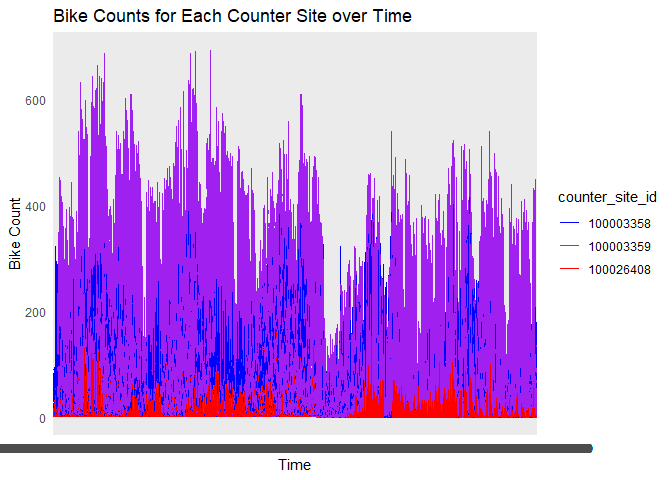 Bike Counts for Each Counter Site over Time
600
400
200
0
Bike Count
Time
counter_site_id
100003358
100003359
100026408